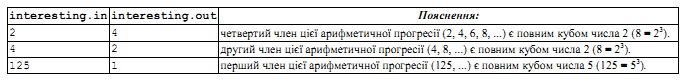 interesting.in interesting.out Пояснення:
2 4 четвертий член цієї арифметичної прогресії (2, 4, 6, 8, ...) є повним кубом числа 2 (8 = 2³).
4 2 другий член цієї арифметичної прогресії (4, 8, ...) є повним кубом числа 2 (8 = 2³).
125 1 перший член цієї арифметичної прогресії (125, ...) є повним кубом числа 5 (125 = 5³).